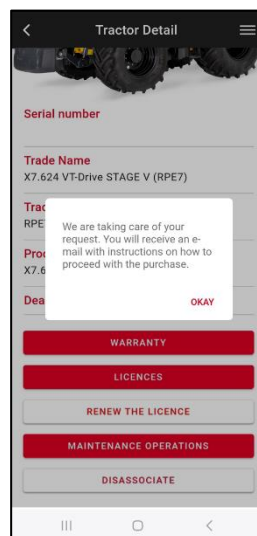 Tractor Detail
Serial number
Trade Name
X7.624 VT-Drive STAGE V (RPE7)
Trac
RPE
We are taking care of your
request. You will receive an e-
mail with instructions on how to
proceed with the purchase.
OKAY
Prod
X7.6
Dea
WARRANTY
LICENCES
RENEW THE LICENCE
MAINTENANCE OPERATIONS
DISASSOCIATE